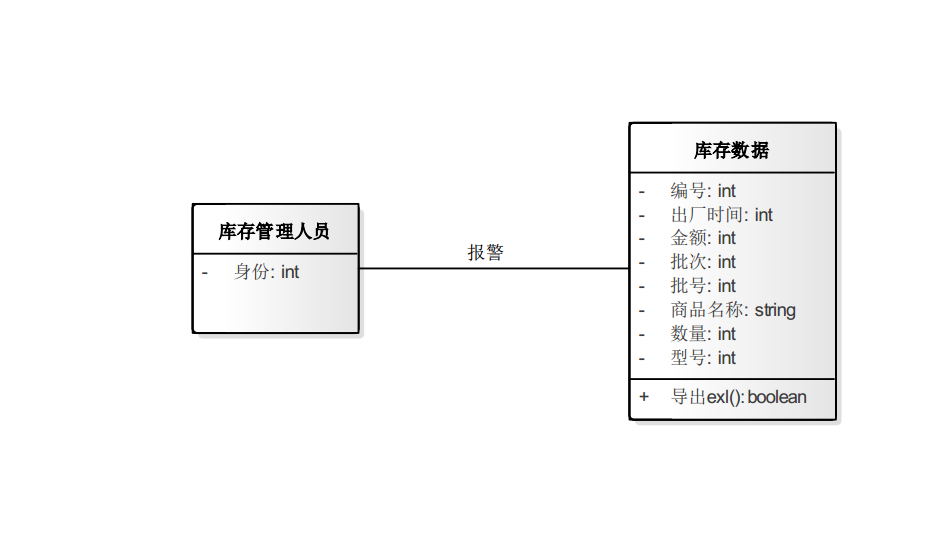 库存管理人员
- 身份: int
报警
库存数据
- 编号: int
- 出厂时间: int
- 金额: int
- 批次: int
- 批号: int
- 商品名称: string
- 数量: int
- 型号: int
+ 导出exl(): boolean